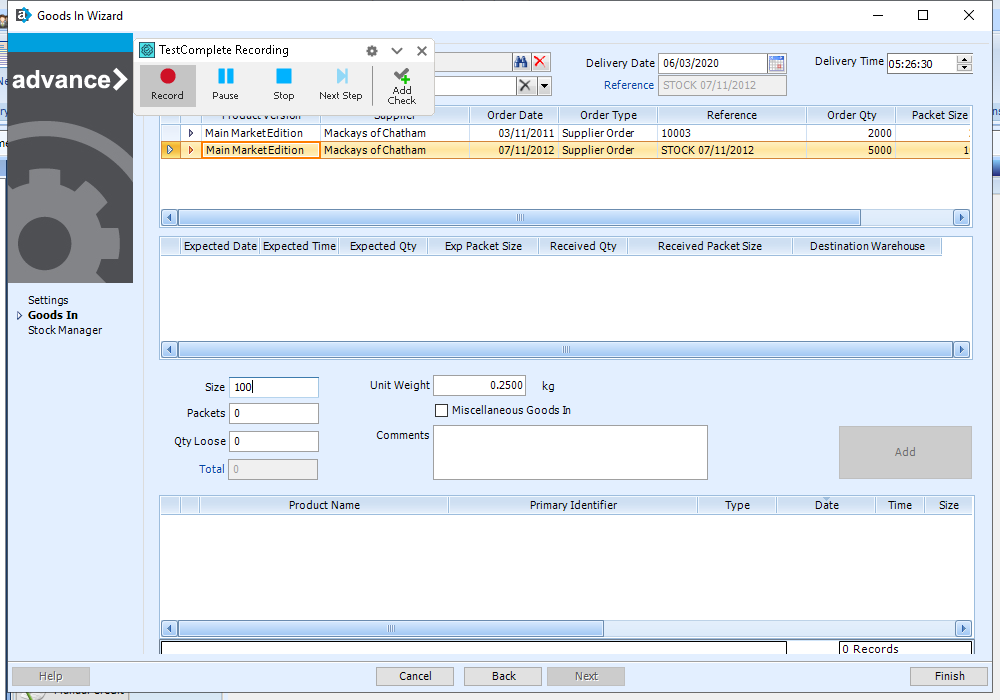 Goods In Wizard
TestComplete Recording
Record Pause Stop Next Step Add Check
advance
Delivery Date 06/03/2020 Delivery Time 05:26:30
Reference STOCK 07/11/2012
Product Version Supplier Order Date Order Type Reference Order Qty Packet Size
Main Market Edition Mackays of Chatham 03/11/2011 Supplier Order 10003 2000
Main Market Edition Mackays of Chatham 07/11/2012 Supplier Order STOCK 07/11/2012 5000 1
Expected Date Expected Time Expected Qty Exp Packet Size Received Qty Received Packet Size Destination Warehouse
Settings
Goods In
Stock Manager
Size 100 Unit Weight 0.2500 kg
Packets 0 Miscellaneous Goods In
Qty Loose 0 Comments
Total 0 Add
Product Name Primary Identifier Type Date Time Size
0 Records
Help Cancel Back Next Finish